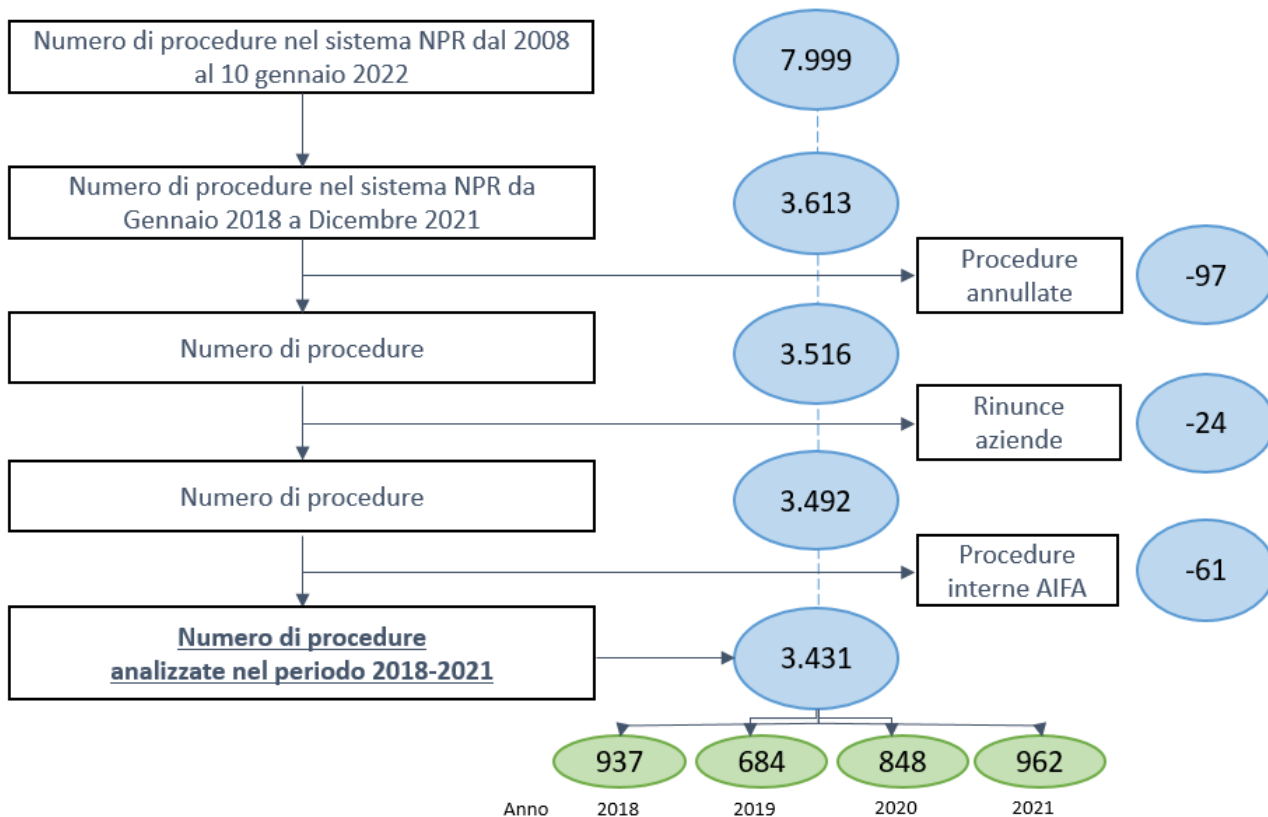 Numero di procedure nel sistema NPR dal 2008
al 10 gennaio 2022
7.999
Numero di procedure nel sistema NPR da
Gennaio 2018 a Dicembre 2021
3.613
Procedure
annullate
-97
Numero di procedure
3.516
Rinunce
aziende
-24
Numero di procedure
3.492
Procedure
interne AIFA
-61
Numero di procedure
analizzate nel periodo 2018-2021
3.431
937 684 848 962
Anno 2018 2019 2020 2021